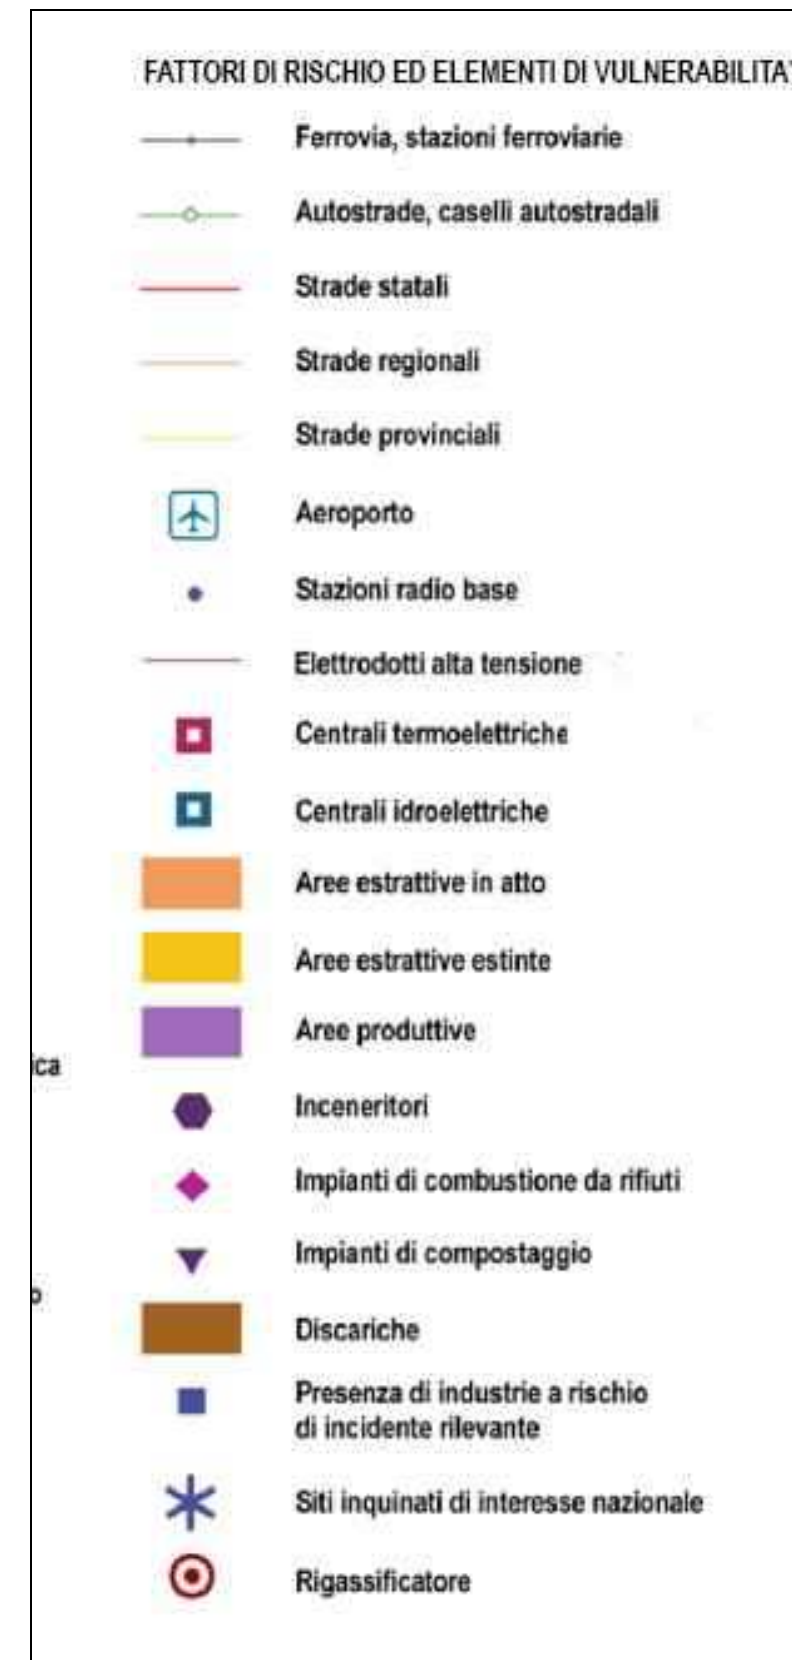 FATTORI DI RISCHIO ED ELEMENTI DI VULNERABILITA'
Ferrovia, stazioni ferroviarie
Autostrade, caselli autostradali
Strade statali
Strade regionali
Strade provinciali
Aeroporto
Stazioni radio base
Elettrodotti alta tensione
Centrali termoelettriche
Centrali idroelettriche
Aree estrattive in atto
Aree estrattive estinte
Aree produttive
ica
Inceneritori
Impianti di combustione da rifiuti
Impianti di compostaggio
o
Discariche
Presenza di industrie a rischio
di incidente rilevante
Siti inquinati di interesse nazionale
Rigassificatore